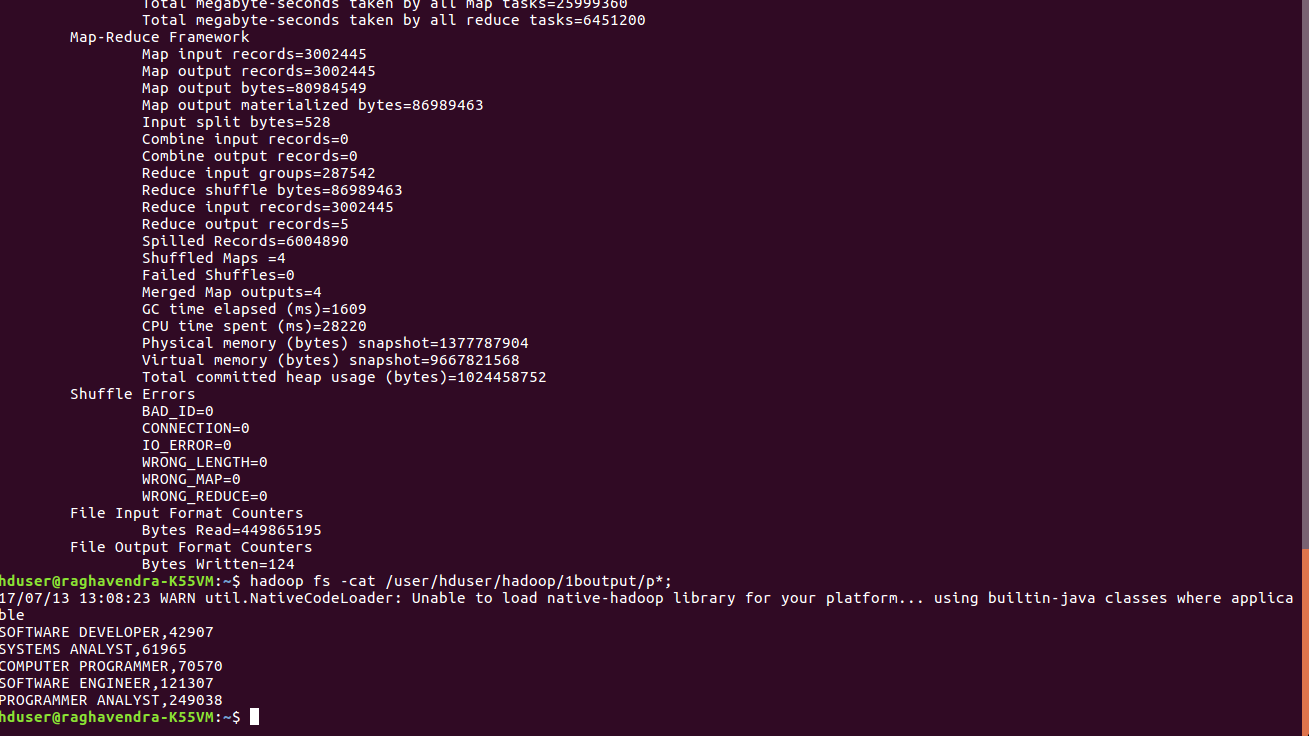 Total megabyte-seconds taken by all map tasks=25999360
Total megabyte-seconds taken by all reduce tasks=6451200
Map-Reduce Framework
Map input records=3002445
Map output records=3002445
Map output bytes=80984549
Map output materialized bytes=86989463
Input split bytes=528
Combine input records=0
Combine output records=0
Reduce input groups=287542
Reduce shuffle bytes=86989463
Reduce input records=3002445
Reduce output records=5
Spilled Records=6004890
Shuffled Maps =4
Failed Shuffles=0
Merged Map outputs=4
GC time elapsed (ms)=1609
CPU time spent (ms)=28220
Physical memory (bytes) snapshot=1377787904
Virtual memory (bytes) snapshot=9667821568
Total committed heap usage (bytes)=1024458752
Shuffle Errors
BAD_ID=0
CONNECTION=0
IO_ERROR=0
WRONG_LENGTH=0
WRONG_MAP=0
WRONG_REDUCE=0
File Input Format Counters
Bytes Read=449865195
File Output Format Counters
Bytes Written=124
hduser@raghavendra-K55VM:~$ hadoop fs -cat /user/hduser/hadoop/1boutput/p*;
17/07/13 13:08:23 WARN util.NativeCodeLoader: Unable to load native-hadoop library for your platform... using builtin-java classes where applica
ble
SOFTWARE DEVELOPER,42907
SYSTEMS ANALYST,61965
COMPUTER PROGRAMMER,70570
SOFTWARE ENGINEER,121307
PROGRAMMER ANALYST,249038
hduser@raghavendra-K55VM:~$